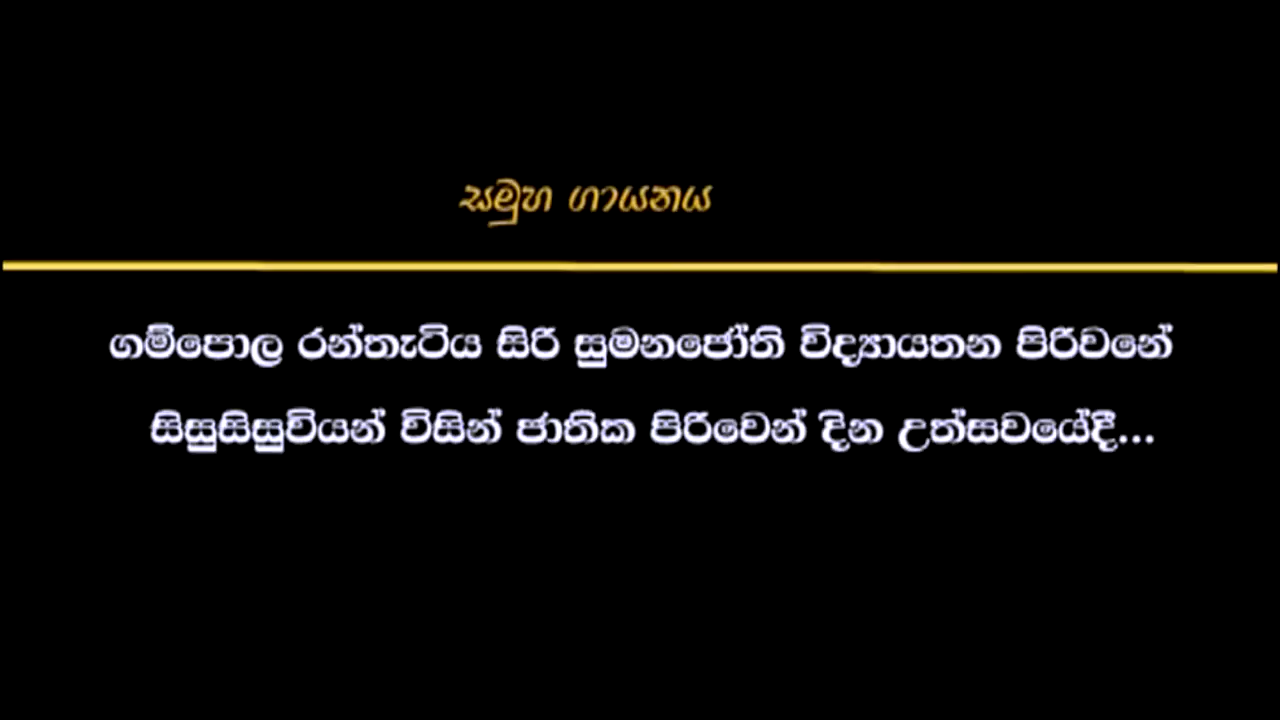 සමුහ ගායනය
ගම්පොල රන්තැටිය සිරි සුමනජෝති විද්‍යායතන පිරිවනේ
සිසුසිසුවියන් විසින් ජාතික පිරිවෙන් දින උත්සවයේදී...